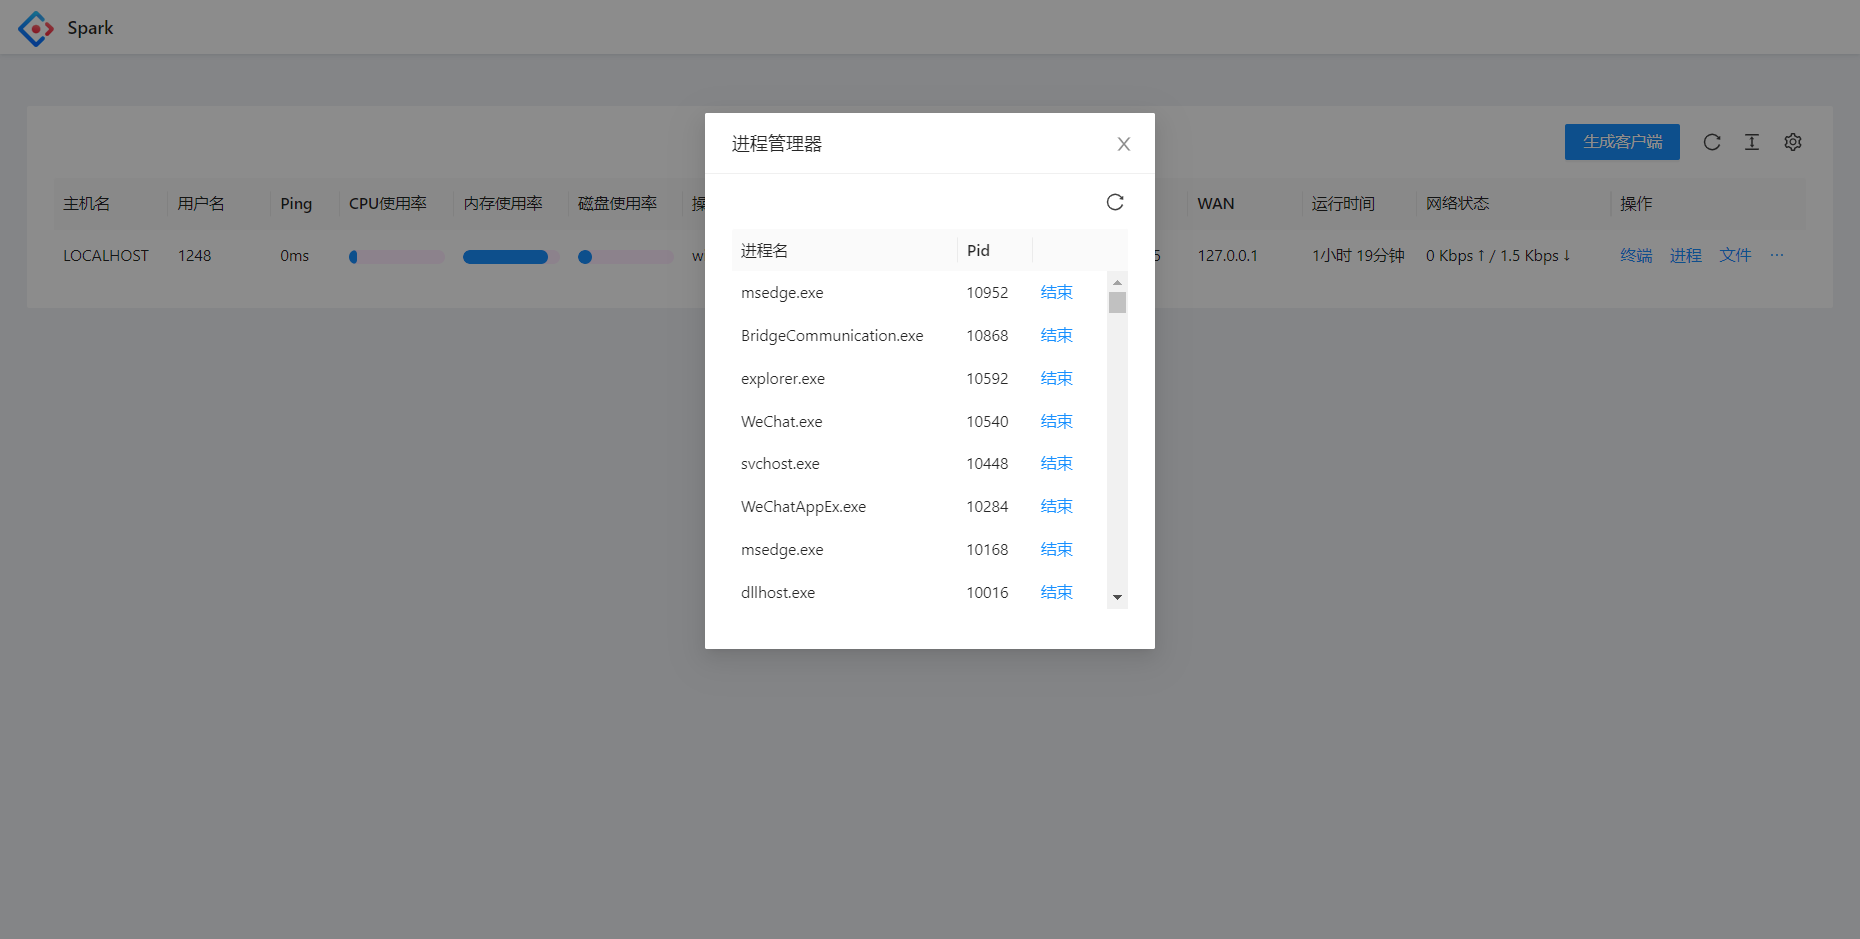 Spark
进程管理器
生成客户端
主机名 用户名 Ping CPU使用率 内存使用率 磁盘使用率 WAN 运行时间 网络状态 操作
LOCALHOST 1248 0ms 127.0.0.1 1小时 19分钟 0 Kbps↑/ 1.5 Kbps↓ 终端 进程 文件 ···
进程名 Pid
msedge.exe 10952 结束
BridgeCommunication.exe 10868 结束
explorer.exe 10592 结束
WeChat.exe 10540 结束
svchost.exe 10448 结束
WeChatAppEx.exe 10284 结束
msedge.exe 10168 结束
dllhost.exe 10016 结束